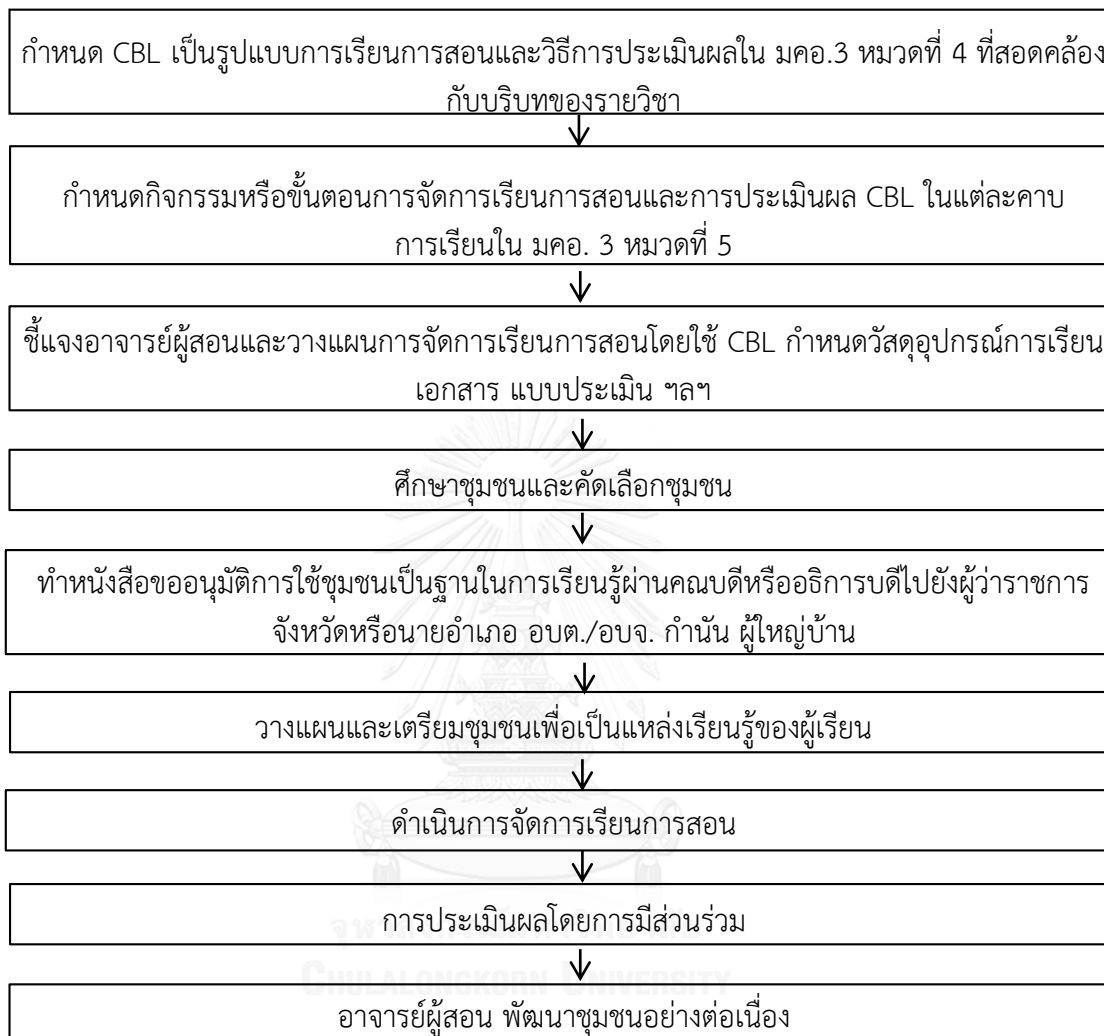 กำหนด CBL เป็นรูปแบบการเรียนการสอนและวิธีการประเมินผลใน มคอ.3 หมวดที่ 4 ที่สอดคล้อง
กับบริบทของรายวิชา
กำหนดกิจกรรมหรือขั้นตอนการจัดการเรียนการสอนและการประเมินผล CBL ในแต่ละคาบ
การเรียนใน มคอ. 3 หมวดที่ 5
ชี้แจงอาจารย์ผู้สอนและวางแผนการจัดการเรียนการสอนโดยใช้ CBL กำหนดวัสดุอุปกรณ์การเรียน
เอกสาร แบบประเมิน ฯลฯ
ศึกษาชุมชนและคัดเลือกชุมชน
ทำหนังสือขออนุมัติการใช้ชุมชนเป็นฐานในการเรียนรู้ผ่านคณบดีหรืออธิการบดีไปยังผู้ว่าราชการ
จังหวัดหรือนายอำเภอ อบต./อบจ. กำนัน ผู้ใหญ่บ้าน
วางแผนและเตรียมชุมชนเพื่อเป็นแหล่งเรียนรู้ของผู้เรียน
ดำเนินการจัดการเรียนการสอน
การประเมินผลโดยการมีส่วนร่วม
CHULALONGKORN UNIVERSITY
อาจารย์ผู้สอน พัฒนาชุมชนอย่างต่อเนื่อง